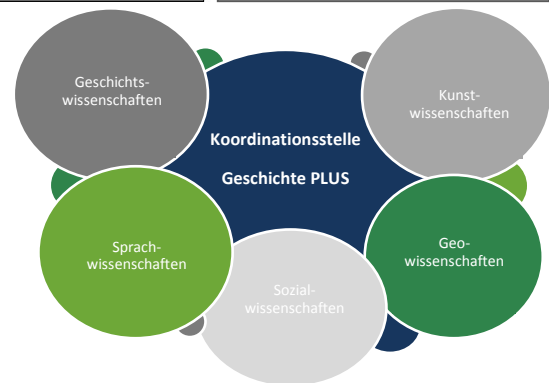 Geschichts-
wissenschaften
Kunst-
wissenschaften
Koordinationsstelle
Geschichte PLUS
Sprach-
wissenschaften
Geo-
wissenschaften
Sozial-
wissenschaften